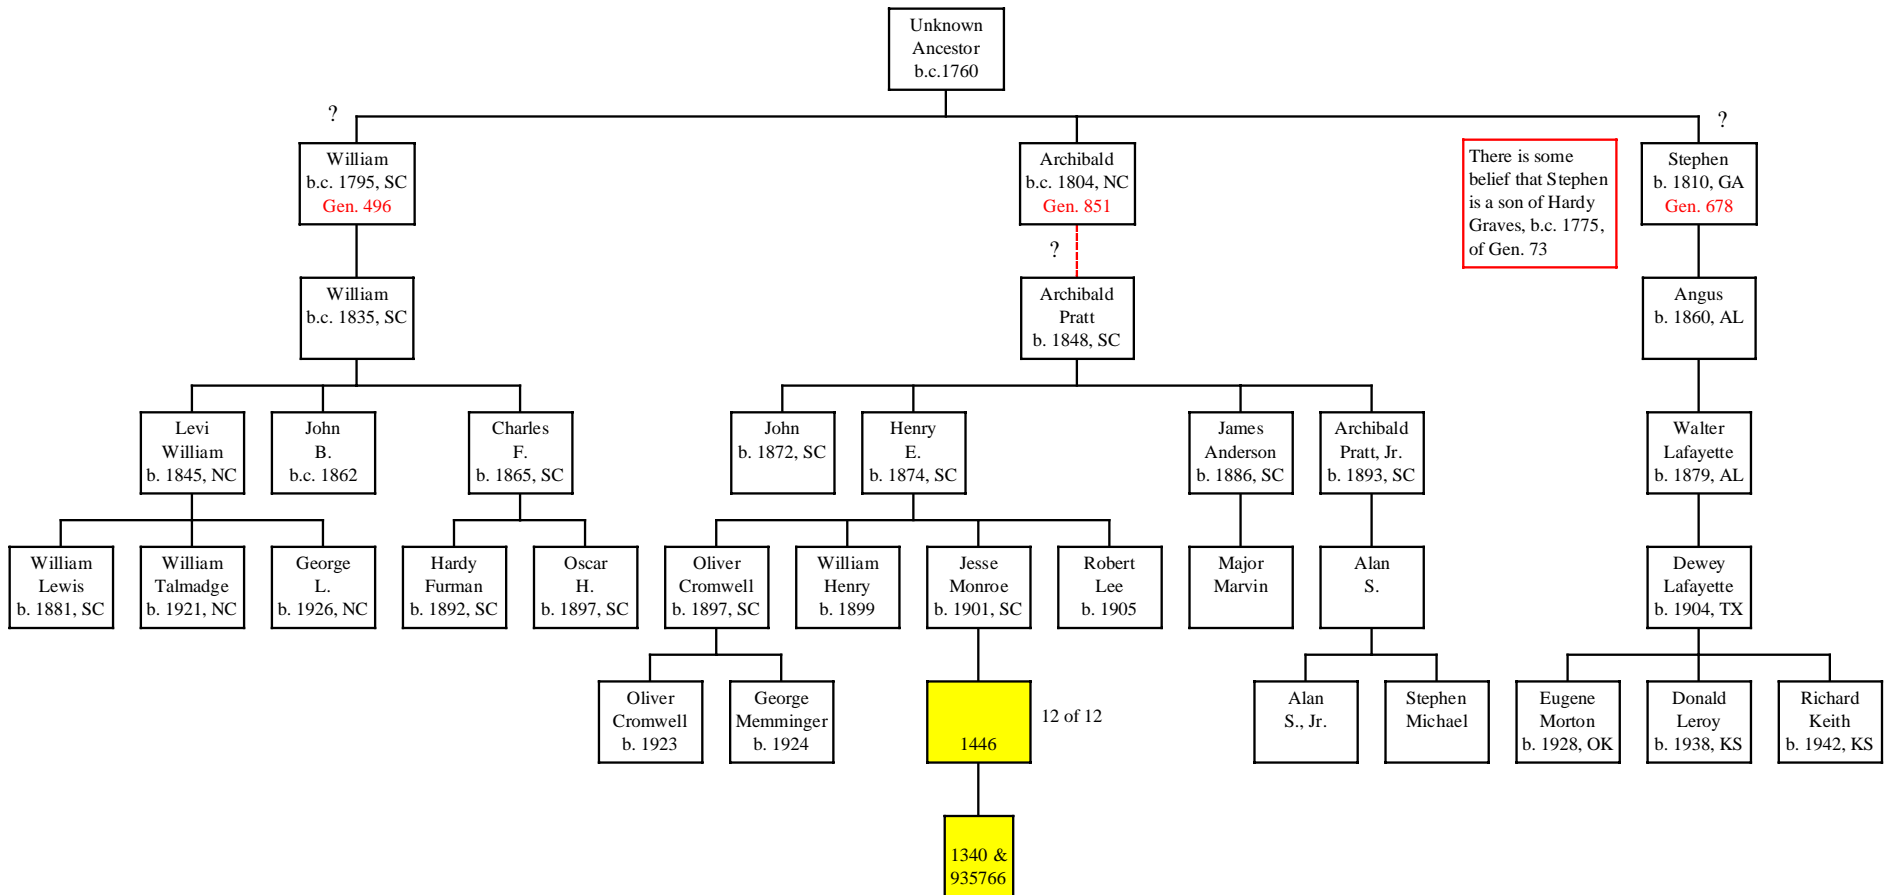 Unknown
Ancestor
b.c.1760
?
?
William
b.c. 1795, SC
Gen. 496
Archibald
b.c. 1804, NC
Gen. 851
There is some
belief that Stephen
is a son of Hardy
Graves, b.c. 1775,
of Gen. 73
Stephen
b. 1810, GA
Gen. 678
?
William
b.c. 1835, SC
Archibald
Pratt
b. 1848, SC
Angus
b. 1860, AL
Levi
William
b. 1845, NC
John
B.
b.c. 1862
Charles
F.
b. 1865, SC
John
b. 1872, SC
Henry
E.
b. 1874, SC
James
Anderson
b. 1886, SC
Archibald
Pratt, Jr.
b. 1893, SC
Walter
Lafayette
b. 1879, AL
William
Lewis
b. 1881, SC
William
Talmadge
b. 1921, NC
George
L.
b. 1926, NC
Hardy
Furman
b. 1892, SC
Oscar
H.
b. 1897, SC
Oliver
Cromwell
b. 1897, SC
William
Henry
b. 1899
Jesse
Monroe
b. 1901, SC
Robert
Lee
b. 1905
Major
Marvin
Alan
S.
Dewey
Lafayette
b. 1904, TX
Oliver
Cromwell
b. 1923
George
Memminger
b. 1924
1446
12 of 12
Alan
S., Jr.
Stephen
Michael
Eugene
Morton
b. 1928, OK
Donald
Leroy
b. 1938, KS
Richard
Keith
b. 1942, KS
1340 &
935766